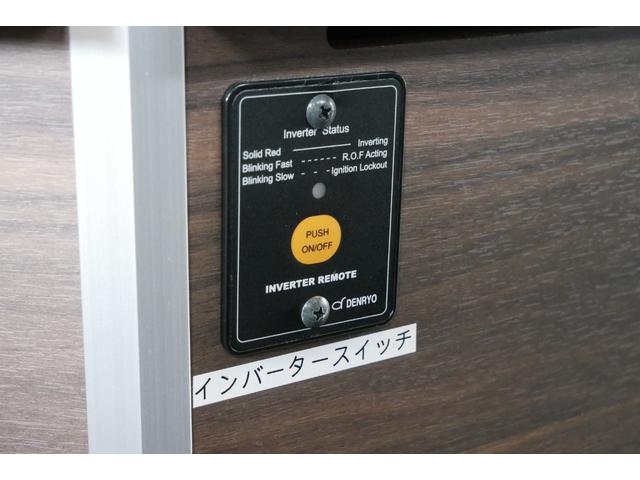 Inverter Status
Solid Red ———— Inverting
Blinking Fast - - - - - - R.O.F Acting
Blinking Slow - - - Ignition Lockout
PUSH
ON/OFF
INVERTER REMOTE
DENRYO
インバータースイッチ